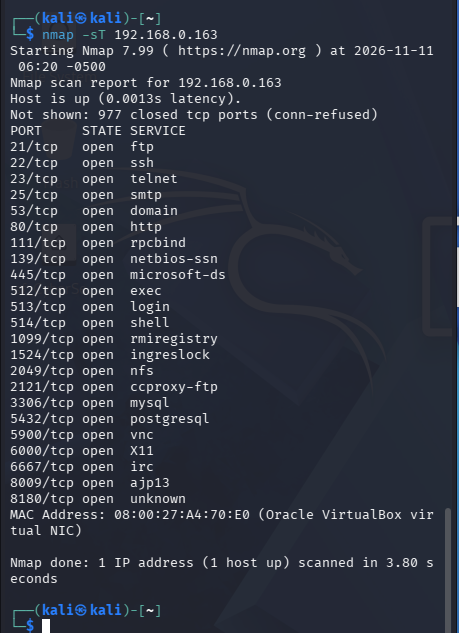 ┌──(kali㉿kali)-[~]
└─$ nmap -sT 192.168.0.163
Starting Nmap 7.99 ( https://nmap.org ) at 2026-11-11
 06:20 -0500
Nmap scan report for 192.168.0.163
Host is up (0.0013s latency).
Not shown: 977 closed tcp ports (conn-refused)
PORT     STATE SERVICE
21/tcp   open  ftp
22/tcp   open  ssh
23/tcp   open  telnet
25/tcp   open  smtp
53/tcp   open  domain
80/tcp   open  http
111/tcp  open  rpcbind
139/tcp  open  netbios-ssn
445/tcp  open  microsoft-ds
512/tcp  open  exec
513/tcp  open  login
514/tcp  open  shell
1099/tcp open  rmiregistry
1524/tcp open  ingreslock
2049/tcp open  nfs
2121/tcp open  ccproxy-ftp
3306/tcp open  mysql
5432/tcp open  postgresql
5900/tcp open  vnc
6000/tcp open  X11
6667/tcp open  irc
8009/tcp open  ajp13
8180/tcp open  unknown
MAC Address: 08:00:27:A4:70:E0 (Oracle VirtualBox vir
tual NIC)

Nmap done: 1 IP address (1 host up) scanned in 3.80 s
econds

┌──(kali㉿kali)-[~]
└─$